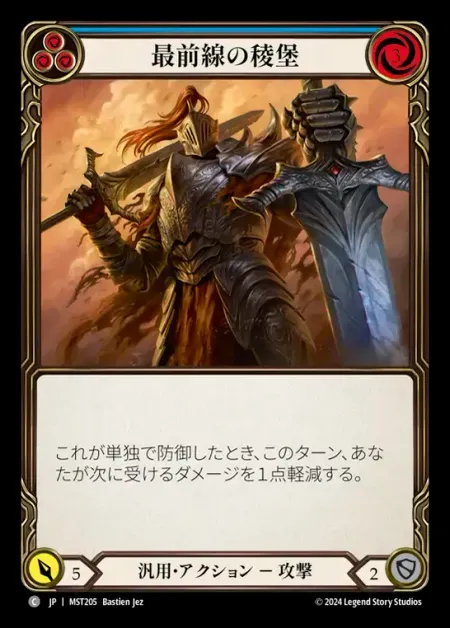 最前線の稜堡
3
これが単独で防御したとき、このターン、あな
たが次に受けるダメージを1点軽減する。
5
汎用・アクション － 攻撃
2
C JP | MST205 Bastien Jez
© 2024 Legend Story Studios